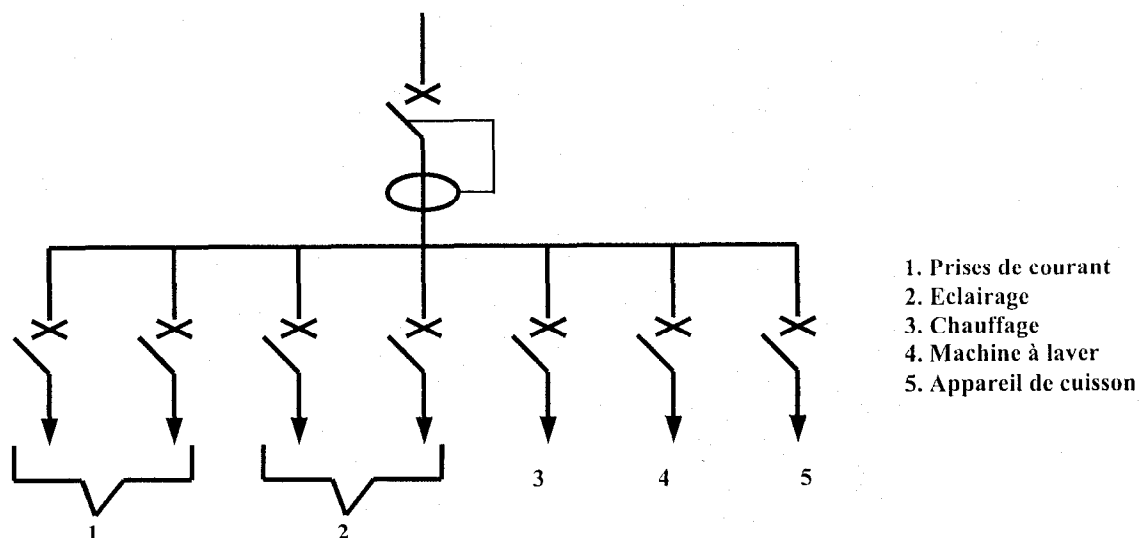 1. Prises de courant
2. Eclairage
3. Chauffage
4. Machine à laver
5. Appareil de cuisson
3 4 5
1 2